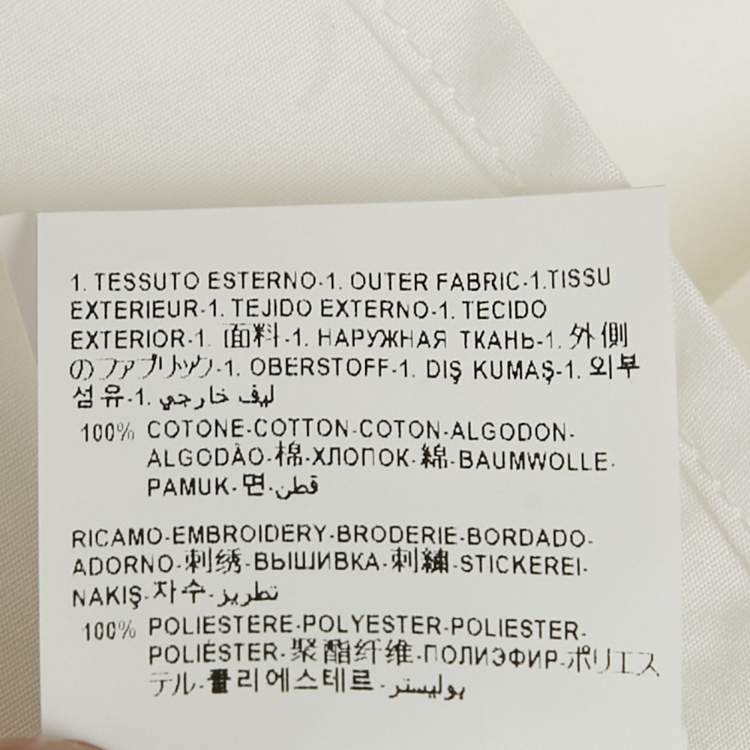 1. TESSUTO ESTERNO-1. OUTER FABRIC-1.TISSU
EXTERIEUR-1. TEJIDO EXTERNO-1. TECIDO
EXTERIOR-1. 面料-1. НАРУЖНАЯ ТКАНЬ-1. 外側
のファブリック-1. OBERSTOFF-1. DIŞ KUMAŞ-1. 외부
섬유-1. ليف خارجي
100% COTONE-COTTON-COTON-ALGODON-
ALGODÃO-棉-ХЛОПОК-綿-BAUMWOLLE-
PAMUK-면-قطن
RICAMO-EMBROIDERY-BRODERIE-BORDADO-
ADORNO-刺绣-ВЫШИВКА-刺繍-STICKEREI-
NAKIŞ-자수-تطريز
100% POLIESTERE-POLYESTER-POLIESTER-
POLIÉSTER-聚酯纤维-ПОЛИЭФИР-ポリエス
テル-폴리에스테르-بوليستر